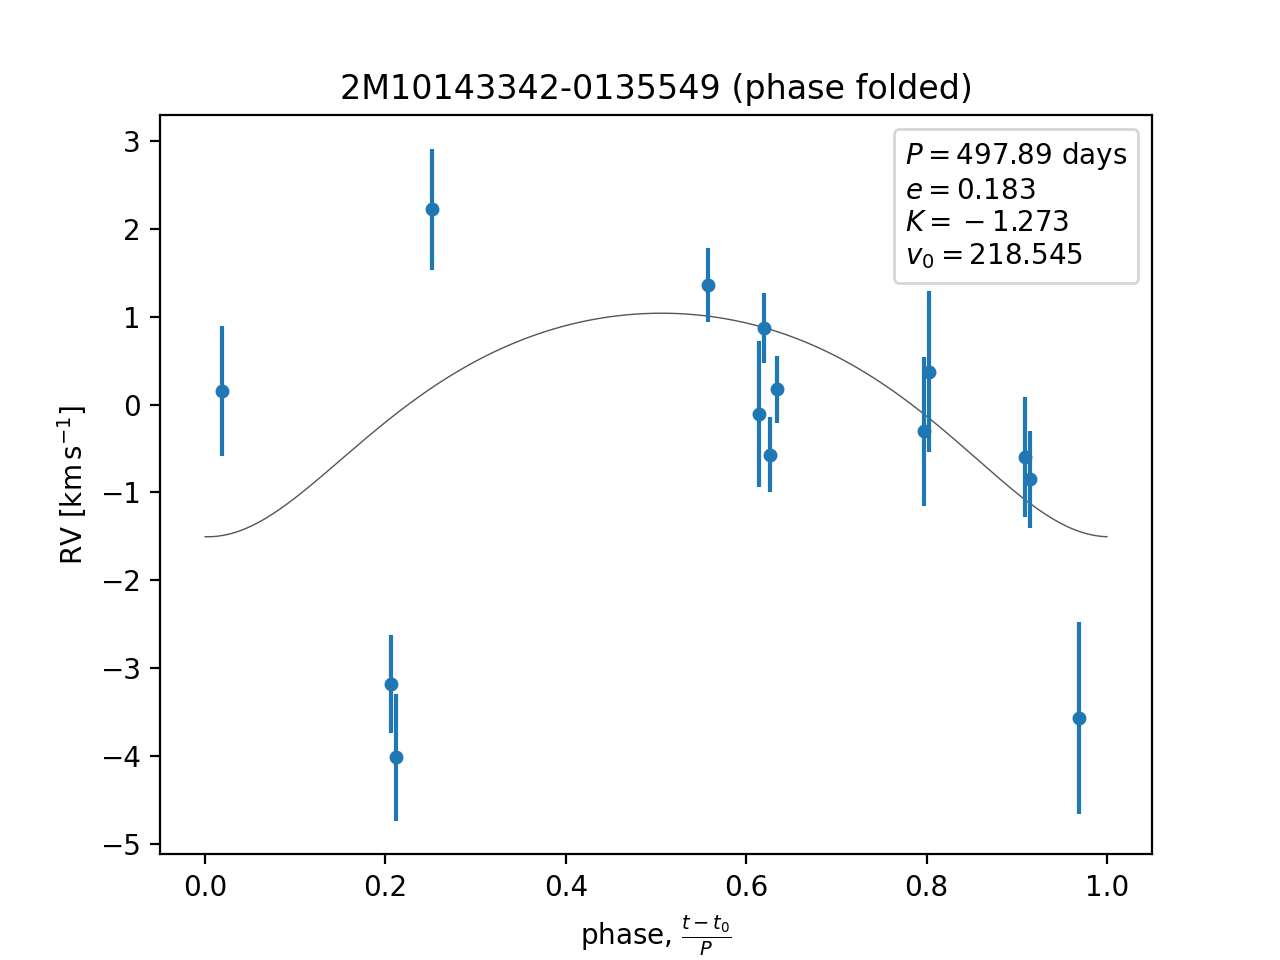 2M10143342-0135549 (phase folded)
P = 497.89 days
e = 0.183
K = −1.273
v₀ = 218.545
3
2
1
0
−1
−2
−3
−4
−5
RV [km s⁻¹]
0.0 0.2 0.4 0.6 0.8 1.0
phase, (t − t₀)/P